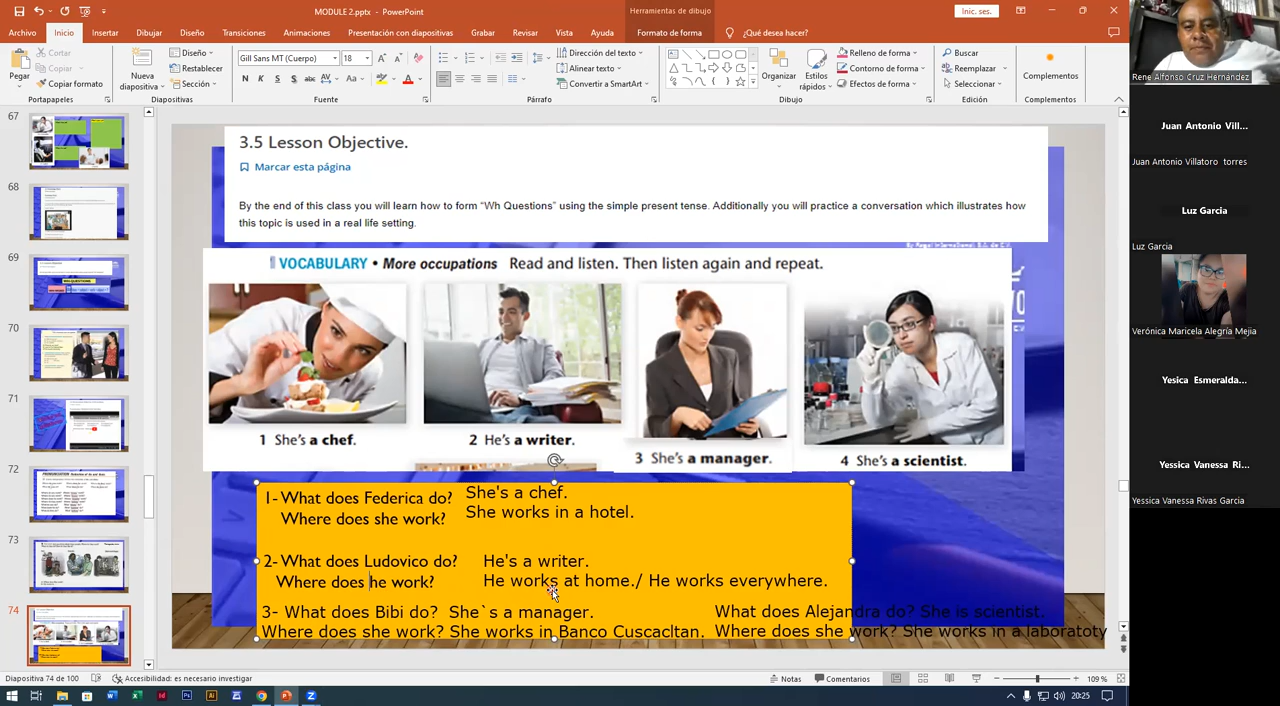 MODULE 2.pptx - PowerPoint
Herramientas de dibujo
Inic. ses.
Archivo Inicio Insertar Dibujar Diseño Transiciones Animaciones Presentación con diapositivas Grabar Revisar Vista Ayuda Formato de forma ¿Qué desea hacer?
Pegar
Cortar
Copiar
Copiar formato
Portapapeles
Nueva diapositiva
Diseño
Restablecer
Sección
Diapositivas
Gill Sans MT (Cuerpo) 18
N K S abc AV Aa
Fuente
Dirección del texto
Alinear texto
Convertir a SmartArt
Párrafo
Organizar
Estilos rápidos
Relleno de forma
Contorno de forma
Efectos de forma
Dibujo
Buscar
Reemplazar
Seleccionar
Edición
Complementos
Complementos
67
68
69
70
71
72
73
74
3.5 Lesson Objective.
Marcar esta página
By the end of this class you will learn how to form “Wh Questions” using the simple present tense. Additionally you will practice a conversation which illustrates how
this topic is used in a real life setting.
VOCABULARY • More occupations Read and listen. Then listen again and repeat.
1 She’s a chef.
2 He’s a writer.
3 She’s a manager.
4 She’s a scientist.
1- What does Federica do? She's a chef.
Where does she work? She works in a hotel.
2- What does Ludovico do? He's a writer.
Where does he work? He works at home./ He works everywhere.
3- What does Bibi do? She`s a manager. What does Alejandra do? She is scientist.
Where does she work? She works in Banco Cuscacltan. Where does she work? She works in a laboratoty
Diapositiva 74 de 100
Accesibilidad: es necesario investigar
Notas
Comentarios
109 %
20:25
Rene Alfonso Cruz Hernández
Juan Antonio Vill...
Juan Antonio Villatoro torres
Luz Garcia
Luz Garcia
Verónica Maricela Alegria Mejia
Yesica Esmeralda...
Yessica Vanessa Ri...
Yessica Vanessa Rivas Garcia